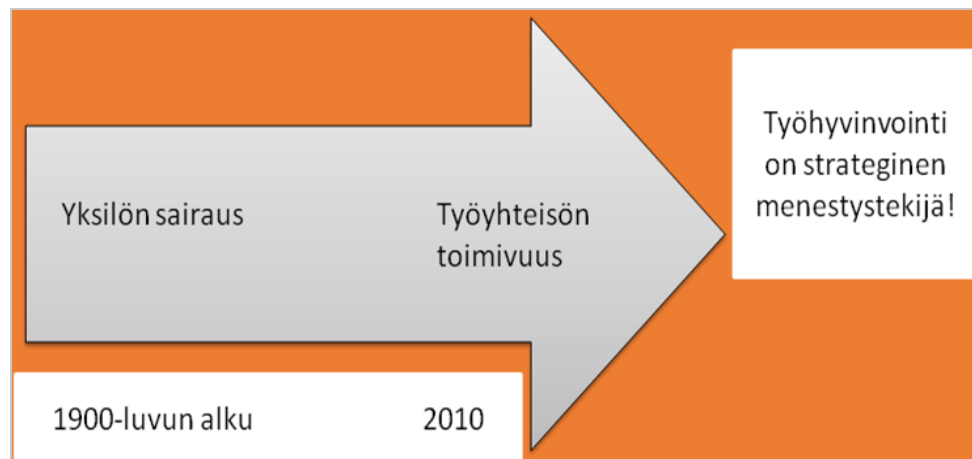 Yksilön sairaus
Työyhteisön
toimivuus
Työhyvinvointi
on strateginen
menestystekijä!
1900-luvun alku
2010